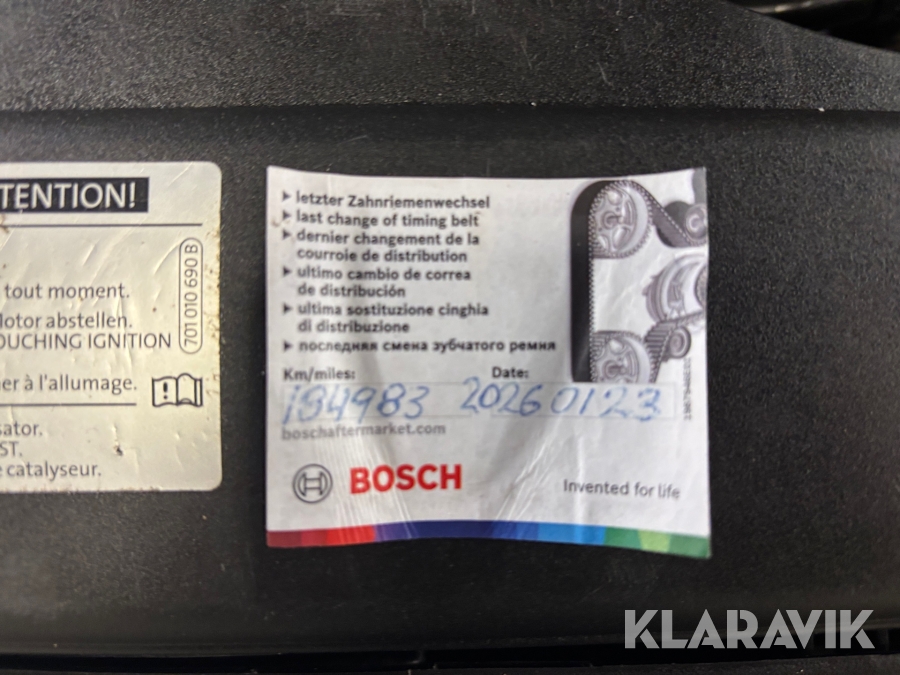 TENTION!
tout moment.
Motor abstellen.
OUCHING IGNITION
er à l'allumage.
sator.
ST.
e catalyseur.
701 010 690 B
▸ letzter Zahnriemenwechsel
▸ last change of timing belt
▸ dernier changement de la
courroie de distribution
▸ ultimo cambio de correa
de distribución
▸ ultima sostituzione cinghia
di distribuzione
▸ последняя смена зубчатого ремня
Km/miles: Date:
184983 20260123
boschaftermarket.com
BOSCH
Invented for life
KLARAVIK